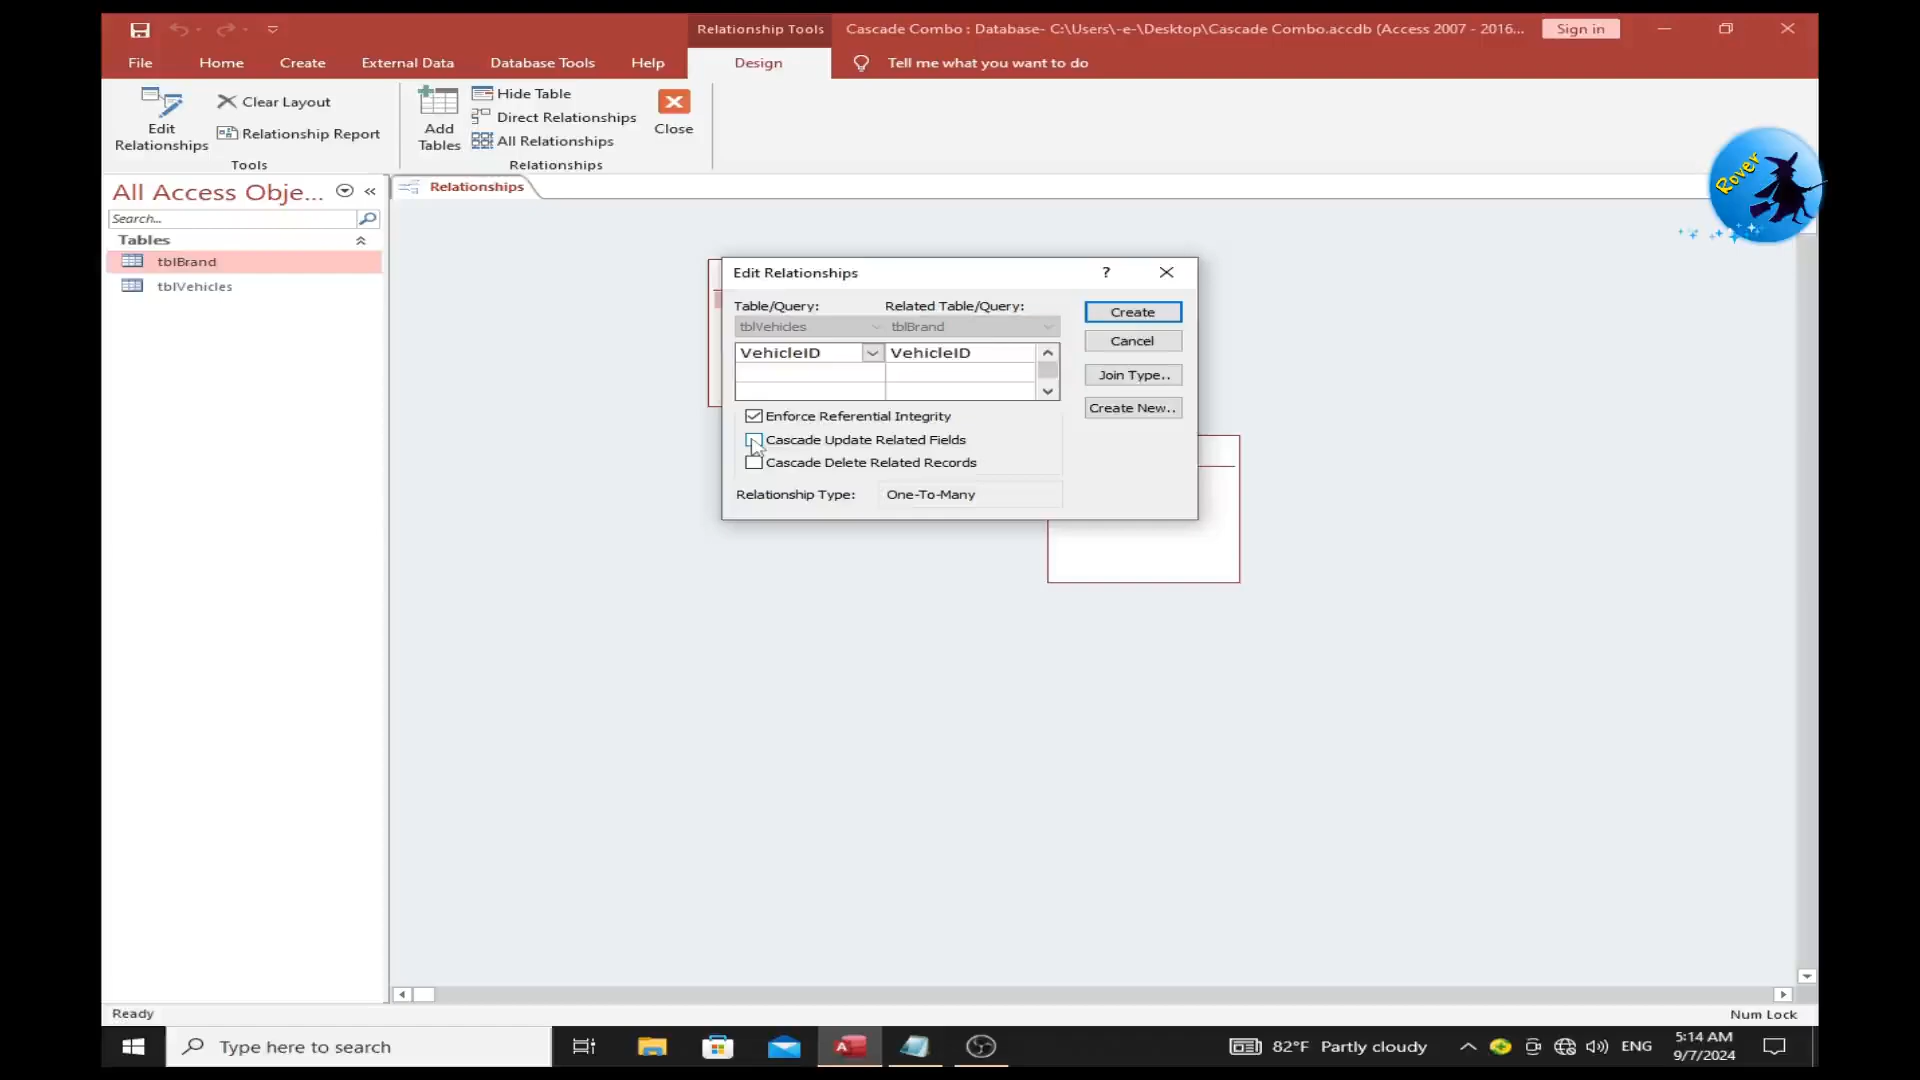 Relationship Tools
Cascade Combo : Database- C:\Users\-e-\Desktop\Cascade Combo.accdb (Access 2007 - 2016...
Sign in
File Home Create External Data Database Tools Help Design Tell me what you want to do
Edit Relationships
Clear Layout
Relationship Report
Tools
Add Tables
Hide Table
Direct Relationships
All Relationships
Close
Relationships
Rover
All Access Obje...
Search...
Tables
tblBrand
tblVehicles
Relationships
Edit Relationships ?
Table/Query: Related Table/Query:
tblVehicles tblBrand
VehicleID VehicleID
Create
Cancel
Join Type..
Create New..
Enforce Referential Integrity
Cascade Update Related Fields
Cascade Delete Related Records
Relationship Type: One-To-Many
Ready
Num Lock
Type here to search
82°F Partly cloudy
ENG
5:14 AM
9/7/2024